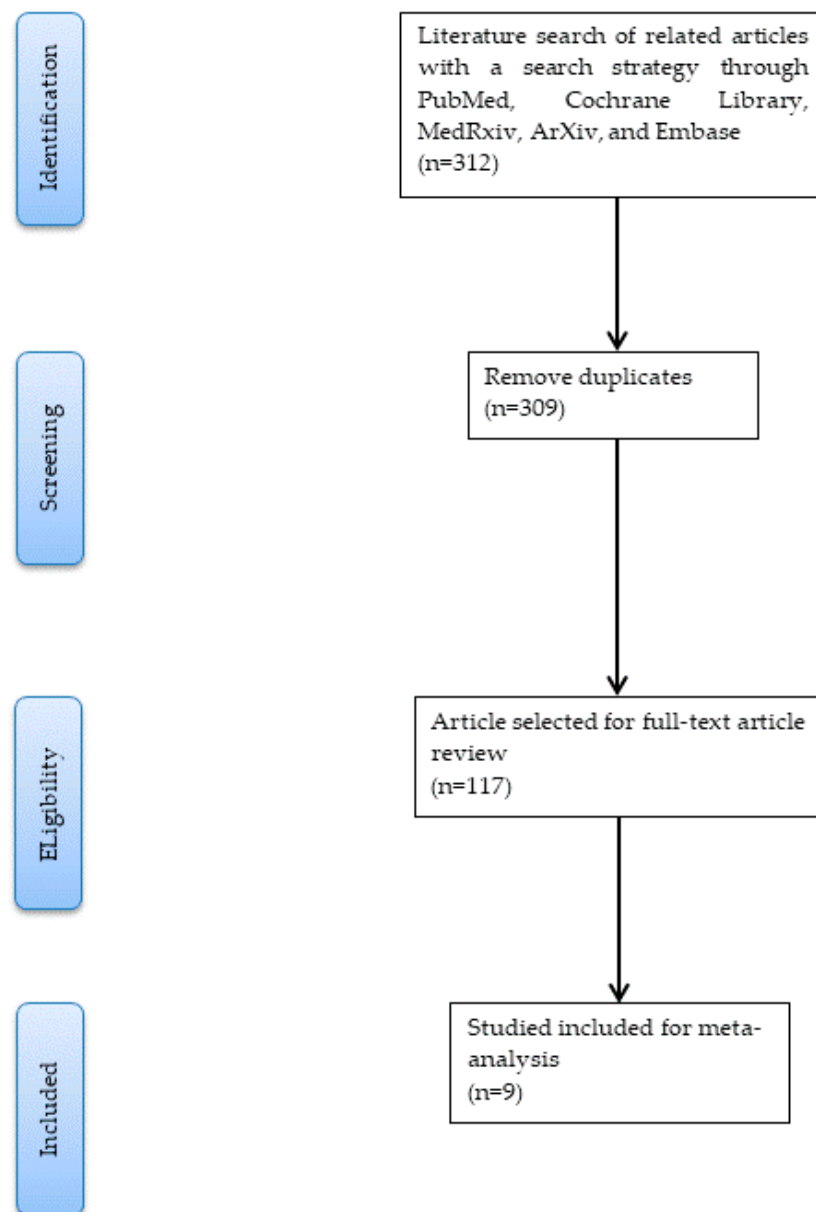 Identification
Literature search of related articles
with a search strategy through
PubMed, Cochrane Library,
MedRxiv, ArXiv, and Embase
(n=312)
Screening
Remove duplicates
(n=309)
ELigibility
Article selected for full-text article
review
(n=117)
Included
Studied included for meta-
analysis
(n=9)